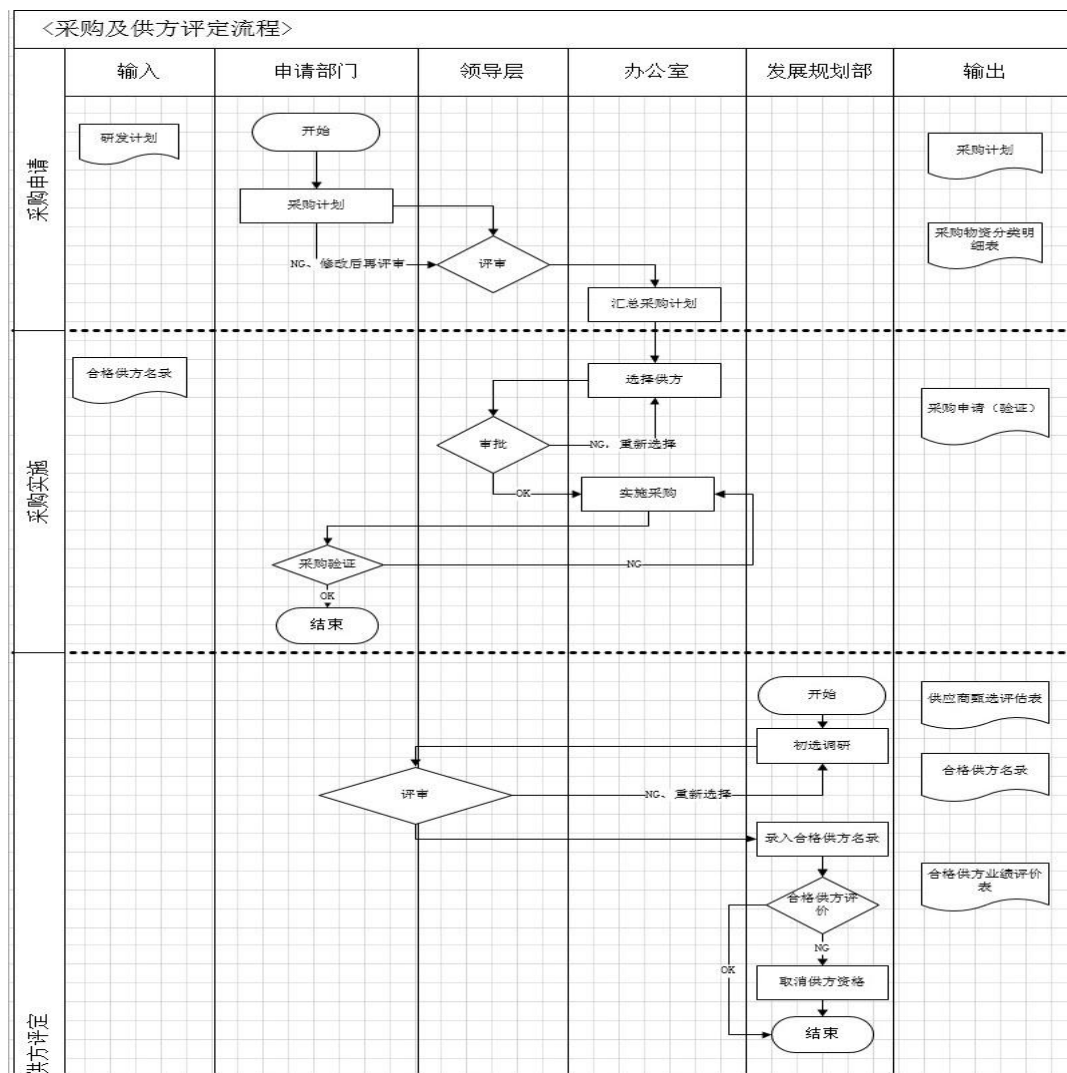 <采购及供方评定流程>
输入
申请部门
领导层
办公室
发展规划部
输出
采购申请
研发计划
开始
采购计划
采购计划
采购物资分类明
细表
NG、修改后再评审
评审
汇总采购计划
采购实施
合格供方名录
选择供方
采购申请（验证）
审批
NG．重新选择
OK
实施采购
采购验证
NG
OK
结束
供方评定
开始
供应商甄选评估表
初选调研
合格供方名录
评审
NG、重新选择
录入合格供方名录
合格供方评
价
合格供方业绩评价
表
NG
OK
取消供方资格
结束